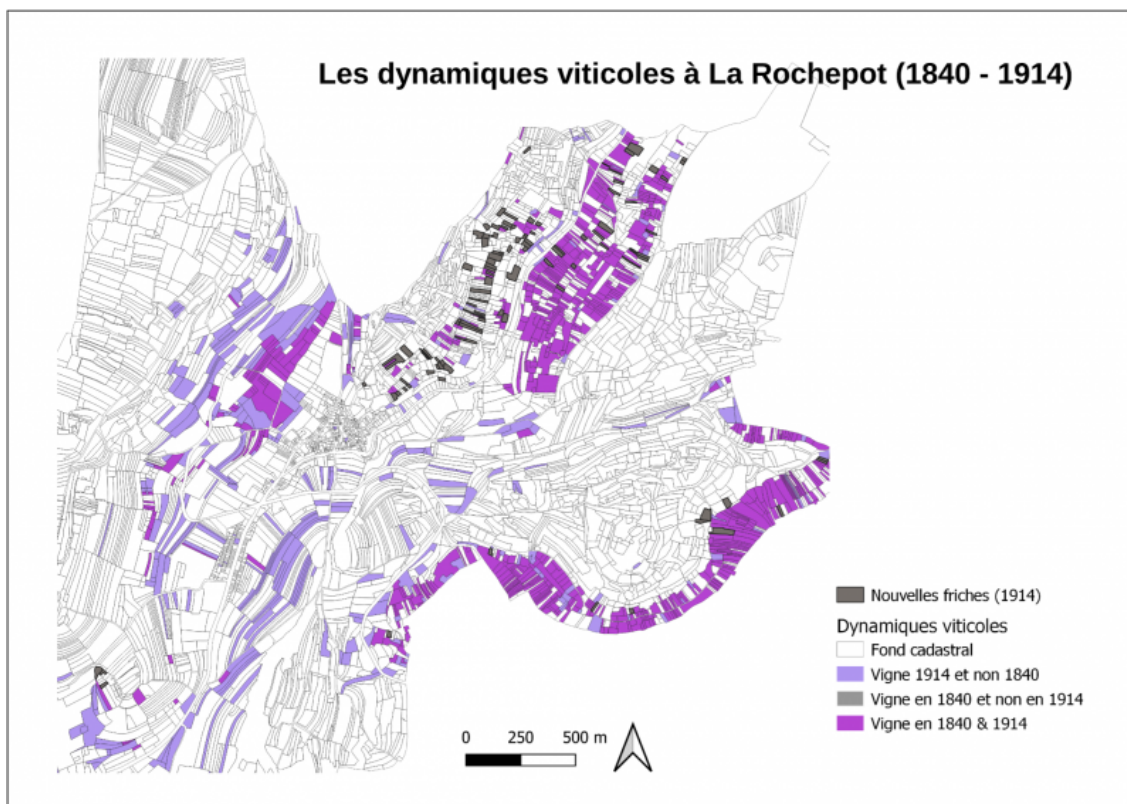 Les dynamiques viticoles à La Rochepot (1840 - 1914)
Nouvelles friches (1914)
Dynamiques viticoles
Fond cadastral
Vigne 1914 et non 1840
Vigne en 1840 et non en 1914
Vigne en 1840 & 1914
0 250 500 m